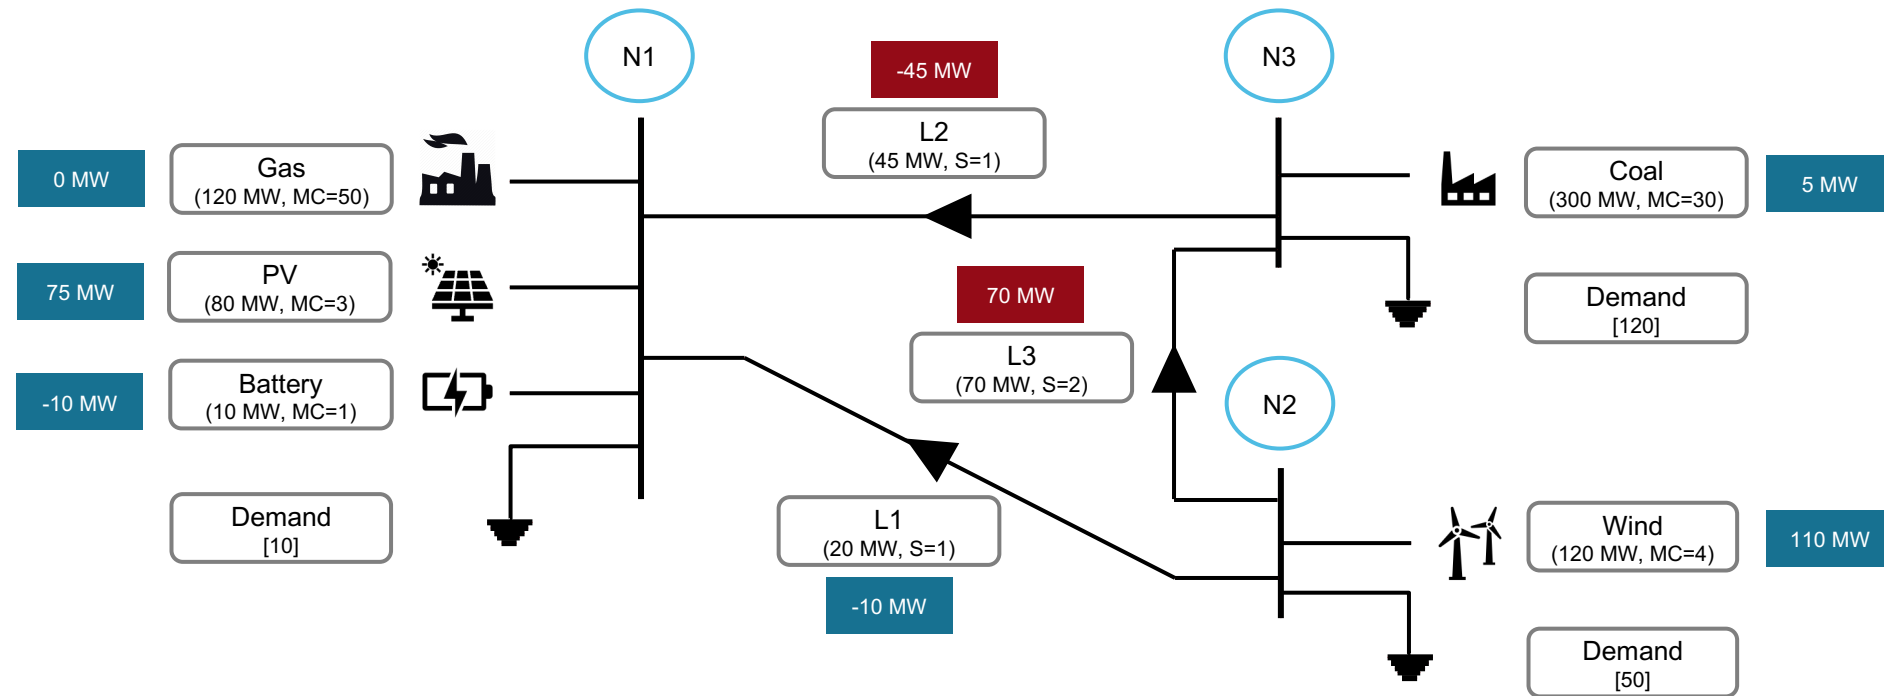 N1
N3
-45 MW
L2
(45 MW, S=1)
0 MW
Gas
(120 MW, MC=50)
Coal
(300 MW, MC=30)
5 MW
75 MW
PV
(80 MW, MC=3)
70 MW
L3
(70 MW, S=2)
Demand
[120]
-10 MW
Battery
(10 MW, MC=1)
N2
Demand
[10]
L1
(20 MW, S=1)
-10 MW
Wind
(120 MW, MC=4)
110 MW
Demand
[50]